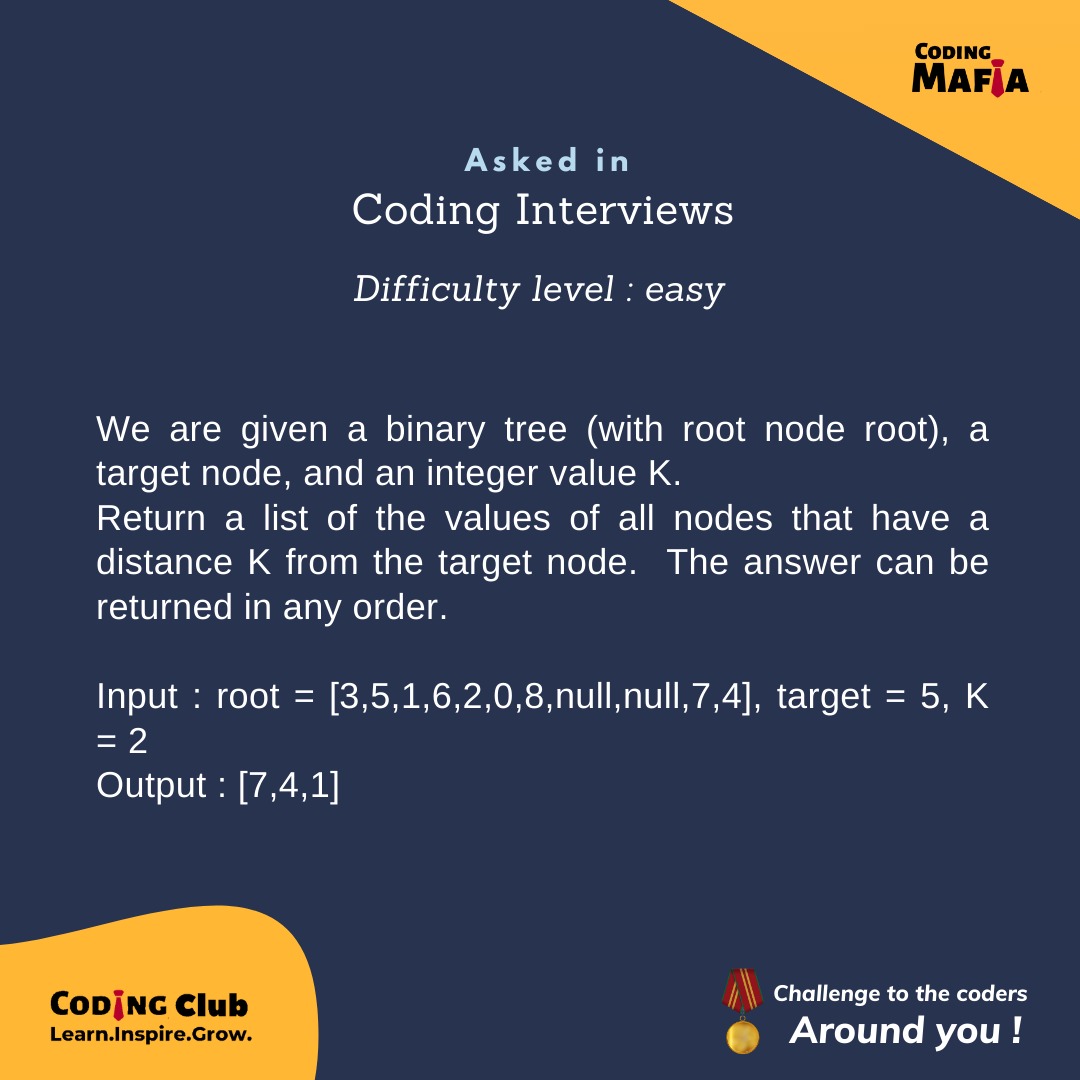 CODING
MAFIA
Asked in
Coding Interviews
Difficulty level : easy
We are given a binary tree (with root node root), a
target node, and an integer value K.
Return a list of the values of all nodes that have a
distance K from the target node. The answer can be
returned in any order.
Input : root = [3,5,1,6,2,0,8,null,null,7,4], target = 5, K
= 2
Output : [7,4,1]
CODING Club
Learn.Inspire.Grow.
Challenge to the coders
Around you !